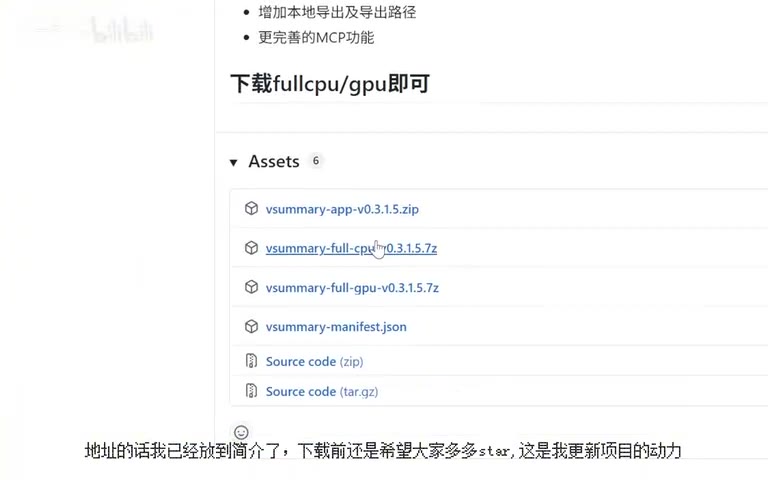 bilibili
增加本地导出及导出路径
更完善的MCP功能
下载fullcpu/gpu即可
Assets 6
vsummary-app-v0.3.1.5.zip
vsummary-full-cpu-v0.3.1.5.7z
vsummary-full-gpu-v0.3.1.5.7z
vsummary-manifest.json
Source code (zip)
Source code (tar.gz)
地址的话我已经放到简介了，下载前还是希望大家多多star,这是我更新项目的动力